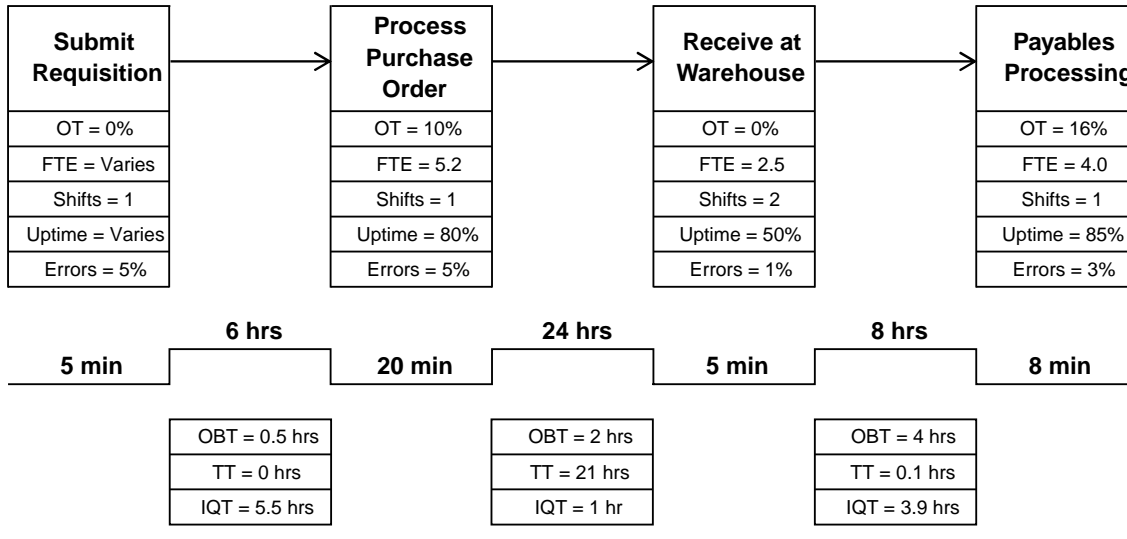 Submit
Requisition
OT = 0%
FTE = Varies
Shifts = 1
Uptime = Varies
Errors = 5%
Process
Purchase
Order
OT = 10%
FTE = 5.2
Shifts = 1
Uptime = 80%
Errors = 5%
Receive at
Warehouse
OT = 0%
FTE = 2.5
Shifts = 2
Uptime = 50%
Errors = 1%
Payables
Processing
OT = 16%
FTE = 4.0
Shifts = 1
Uptime = 85%
Errors = 3%
6 hrs
24 hrs
8 hrs
5 min
20 min
5 min
8 min
OBT = 0.5 hrs
TT = 0 hrs
IQT = 5.5 hrs
OBT = 2 hrs
TT = 21 hrs
IQT = 1 hr
OBT = 4 hrs
TT = 0.1 hrs
IQT = 3.9 hrs